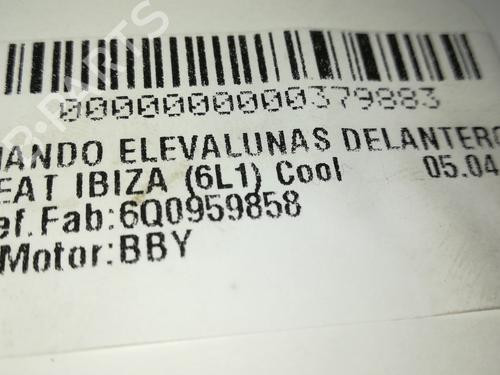 0000000000379883
MANDO ELEVALUNAS DELANTERO
SEAT IBIZA (6L1) Cool 05.04
Ref.Fab:6Q0959858
Motor:BBY